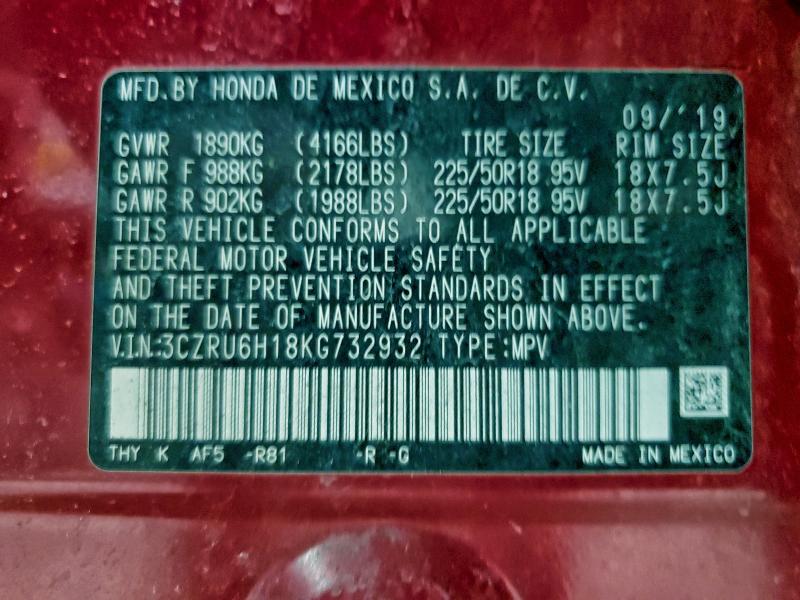 MFD.BY HONDA DE MEXICO S.A. DE C.V.
09/'19
GVWR 1890KG (4166LBS) TIRE SIZE RIM SIZE
GAWR F 988KG (2178LBS) 225/50R18 95V 18X7.5J
GAWR R 902KG (1988LBS) 225/50R18 95V 18X7.5J
THIS VEHICLE CONFORMS TO ALL APPLICABLE
FEDERAL MOTOR VEHICLE SAFETY
AND THEFT PREVENTION STANDARDS IN EFFECT
ON THE DATE OF MANUFACTURE SHOWN ABOVE.
V.I.N:3CZRU6H18KG732932 TYPE:MPV
THY K AF5 -R81 -R -G MADE IN MEXICO